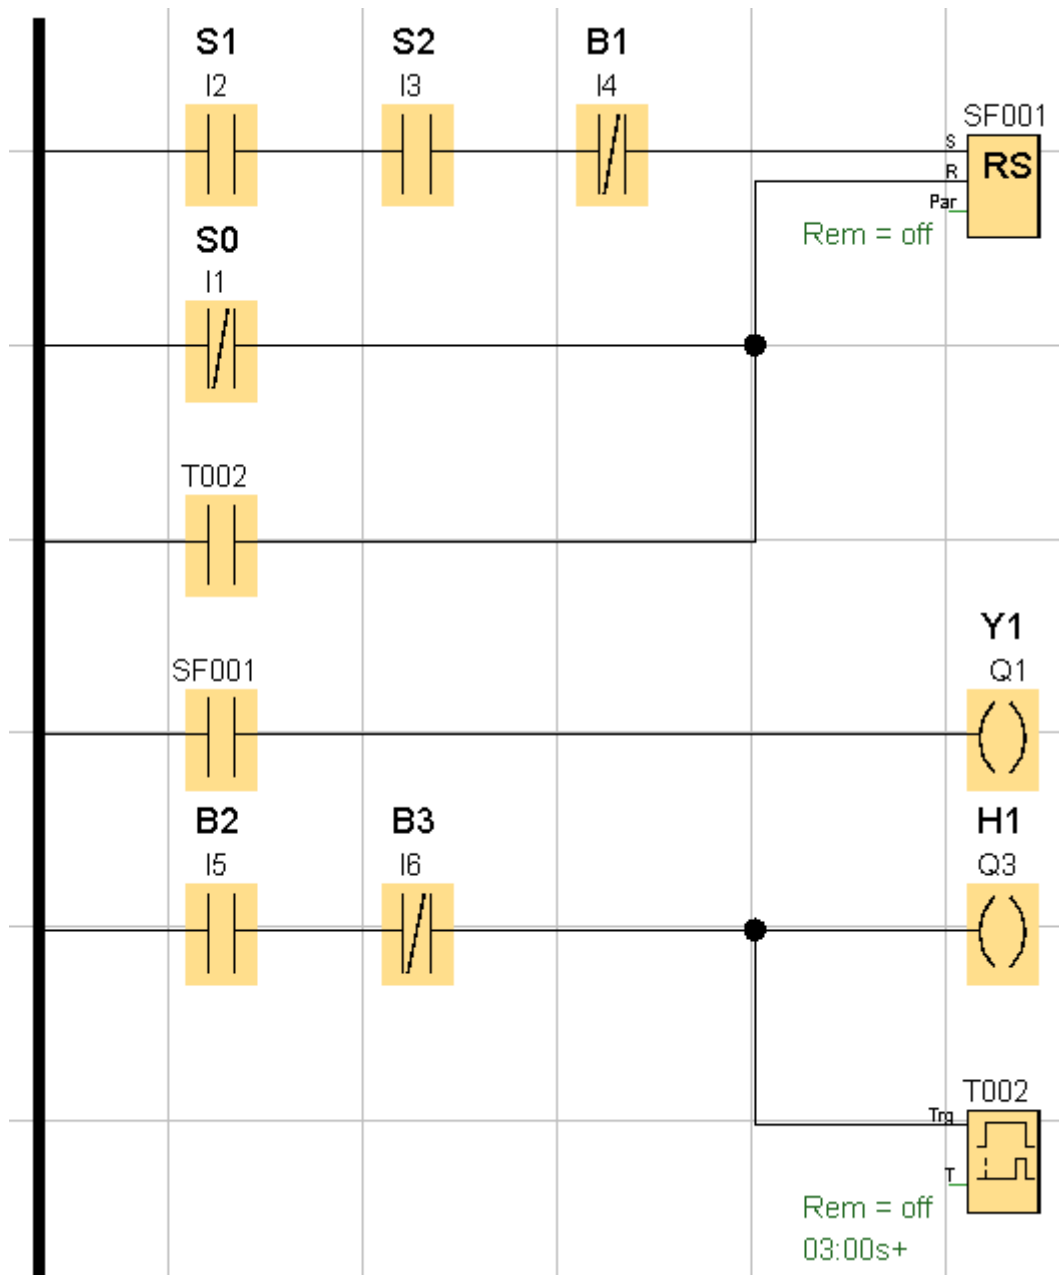 S1 S2 B1
I2 I3 I4
SF001
S
RS
R
Par
Rem = off
S0
I1
T002
SF001
Y1
Q1
B2 B3 H1
I5 I6 Q3
T002
Trg
T
Rem = off
03:00s+